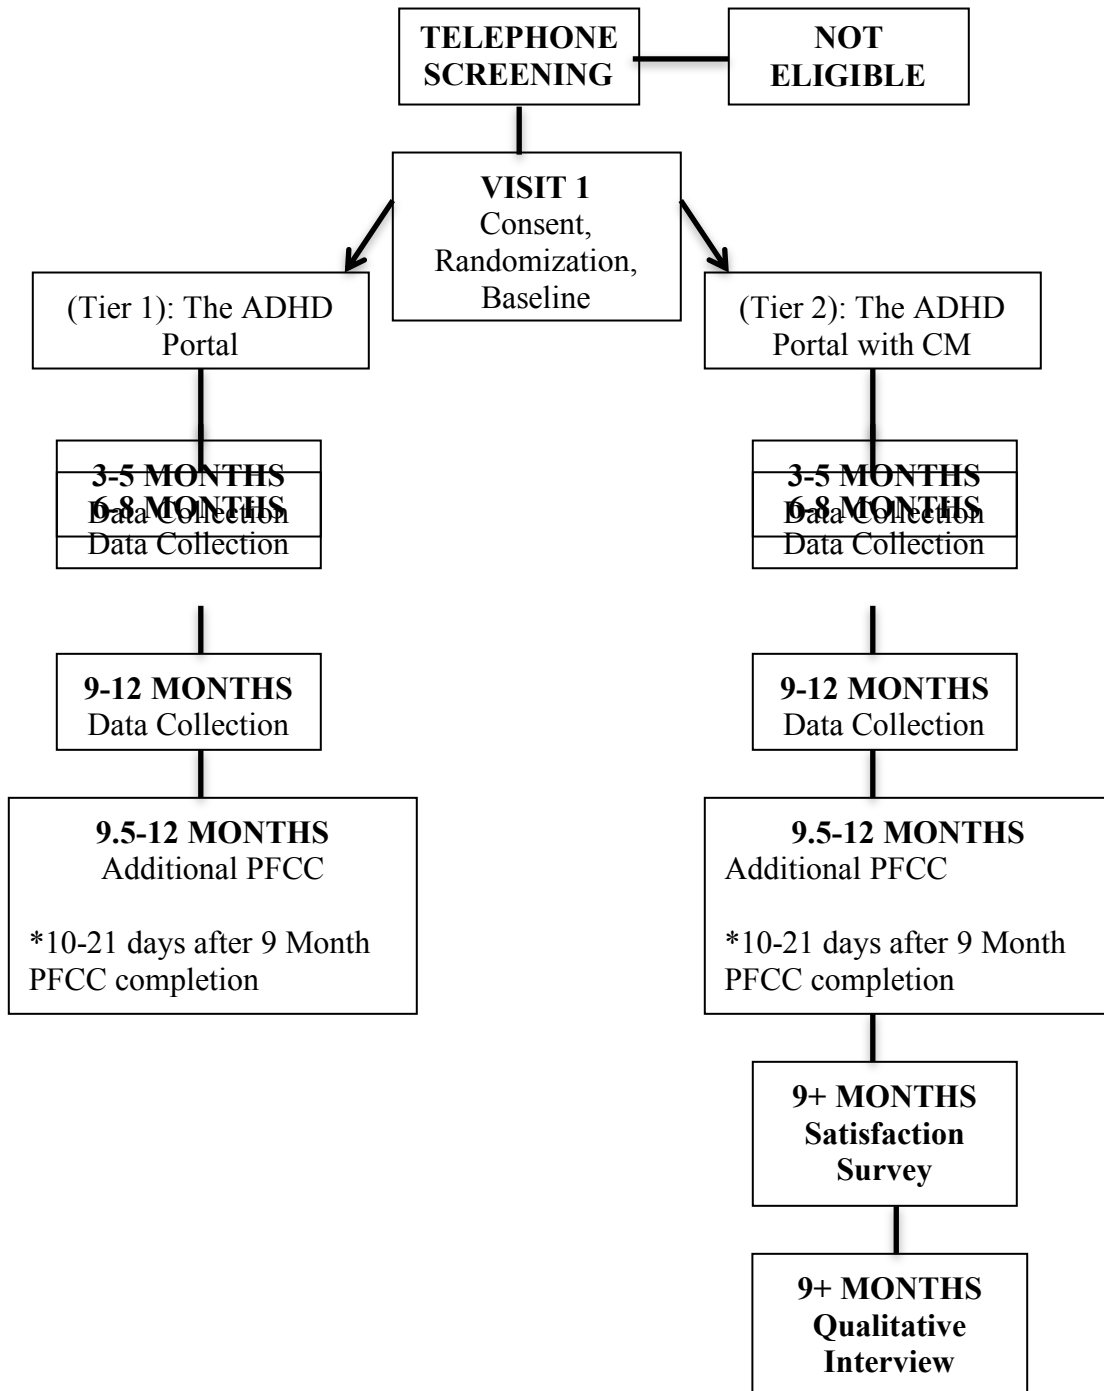 TELEPHONE
SCREENING
NOT
ELIGIBLE
VISIT 1
Consent,
Randomization,
Baseline
(Tier 1): The ADHD
Portal
(Tier 2): The ADHD
Portal with CM
3-5 MONTHS
Data Collection
6-8 MONTHS
Data Collection
3-5 MONTHS
Data Collection
6-8 MONTHS
Data Collection
9-12 MONTHS
Data Collection
9-12 MONTHS
Data Collection
9.5-12 MONTHS
Additional PFCC
*10-21 days after 9 Month
PFCC completion
9.5-12 MONTHS
Additional PFCC
*10-21 days after 9 Month
PFCC completion
9+ MONTHS
Satisfaction
Survey
9+ MONTHS
Qualitative
Interview